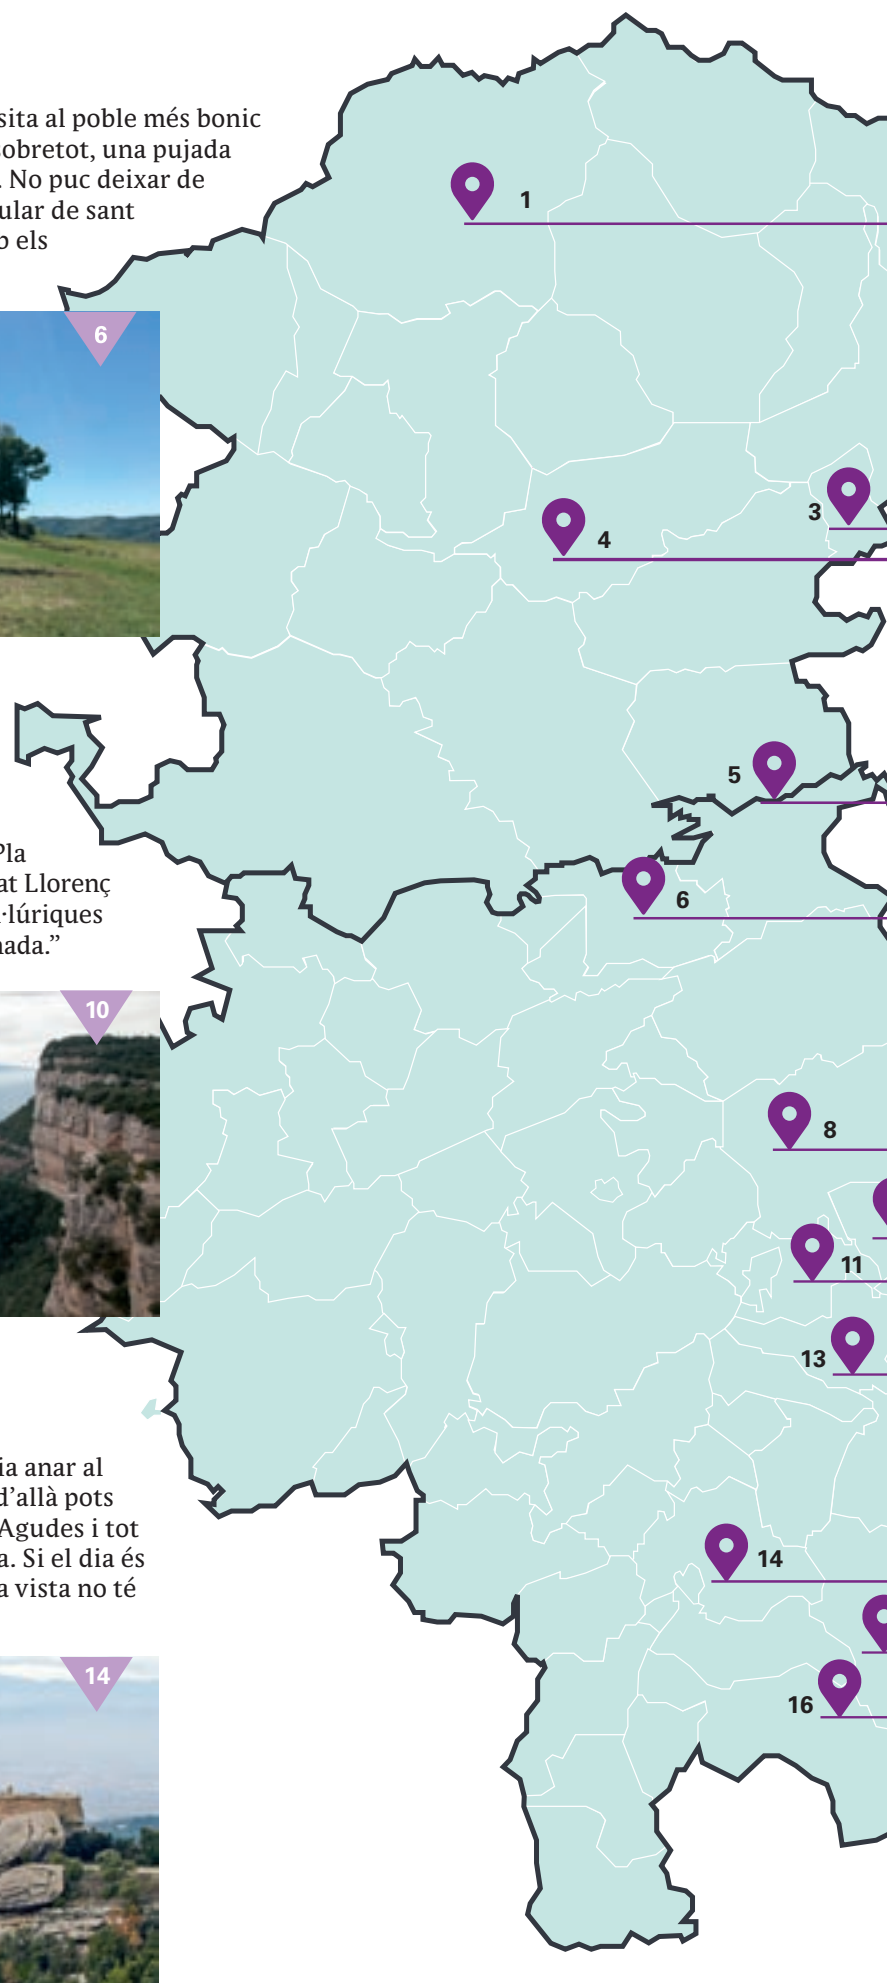 sita al poble més bonic
sobretot, una pujada
. No puc deixar de
ular de sant
els
6
Pla
at Llorenç
l·lúriques
nada.”
10
ia anar al
d’allà pots
Agudes i tot
a. Si el dia és
a vista no té
14
1
3
4
5
6
8
11
13
14
16